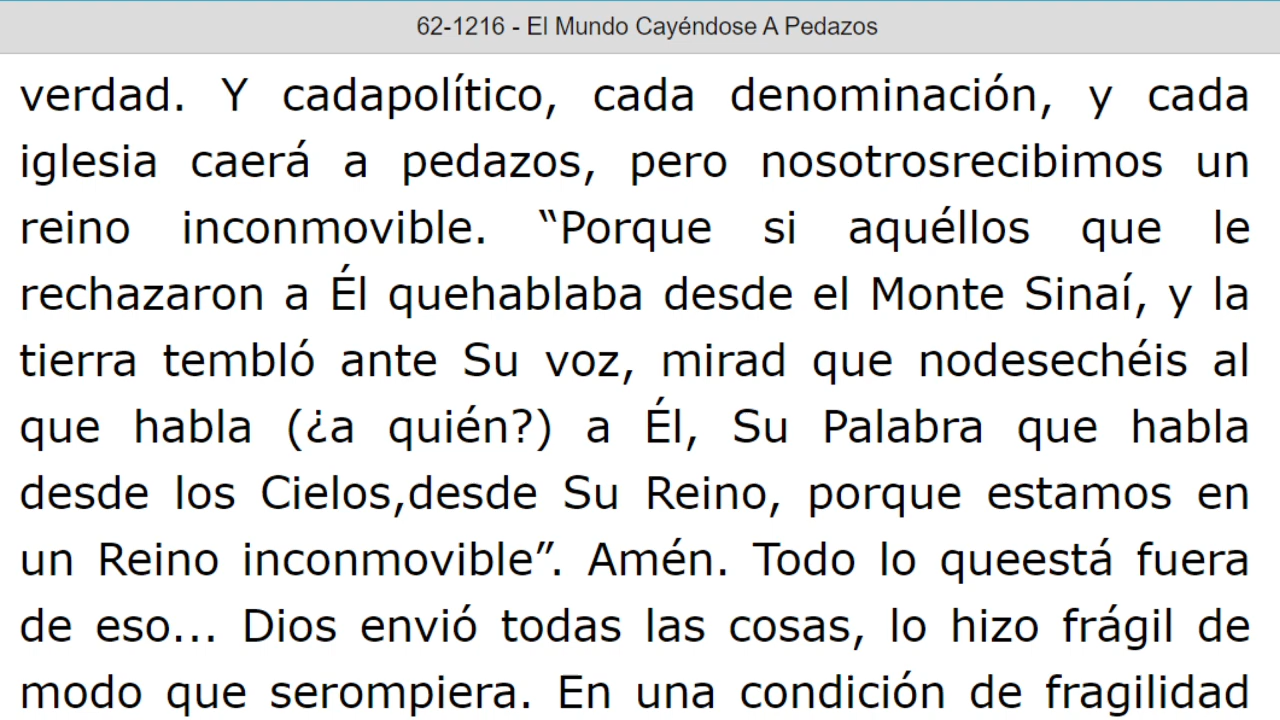 62-1216 - El Mundo Cayéndose A Pedazos
verdad. Y cadapolítico, cada denominación, y cada
iglesia caerá a pedazos, pero nosotrosrecibimos un
reino inconmovible. “Porque si aquéllos que le
rechazaron a Él quehablaba desde el Monte Sinaí, y la
tierra tembló ante Su voz, mirad que nodesechéis al
que habla (¿a quién?) a Él, Su Palabra que habla
desde los Cielos,desde Su Reino, porque estamos en
un Reino inconmovible”. Amén. Todo lo queestá fuera
de eso... Dios envió todas las cosas, lo hizo frágil de
modo que serompiera. En una condición de fragilidad